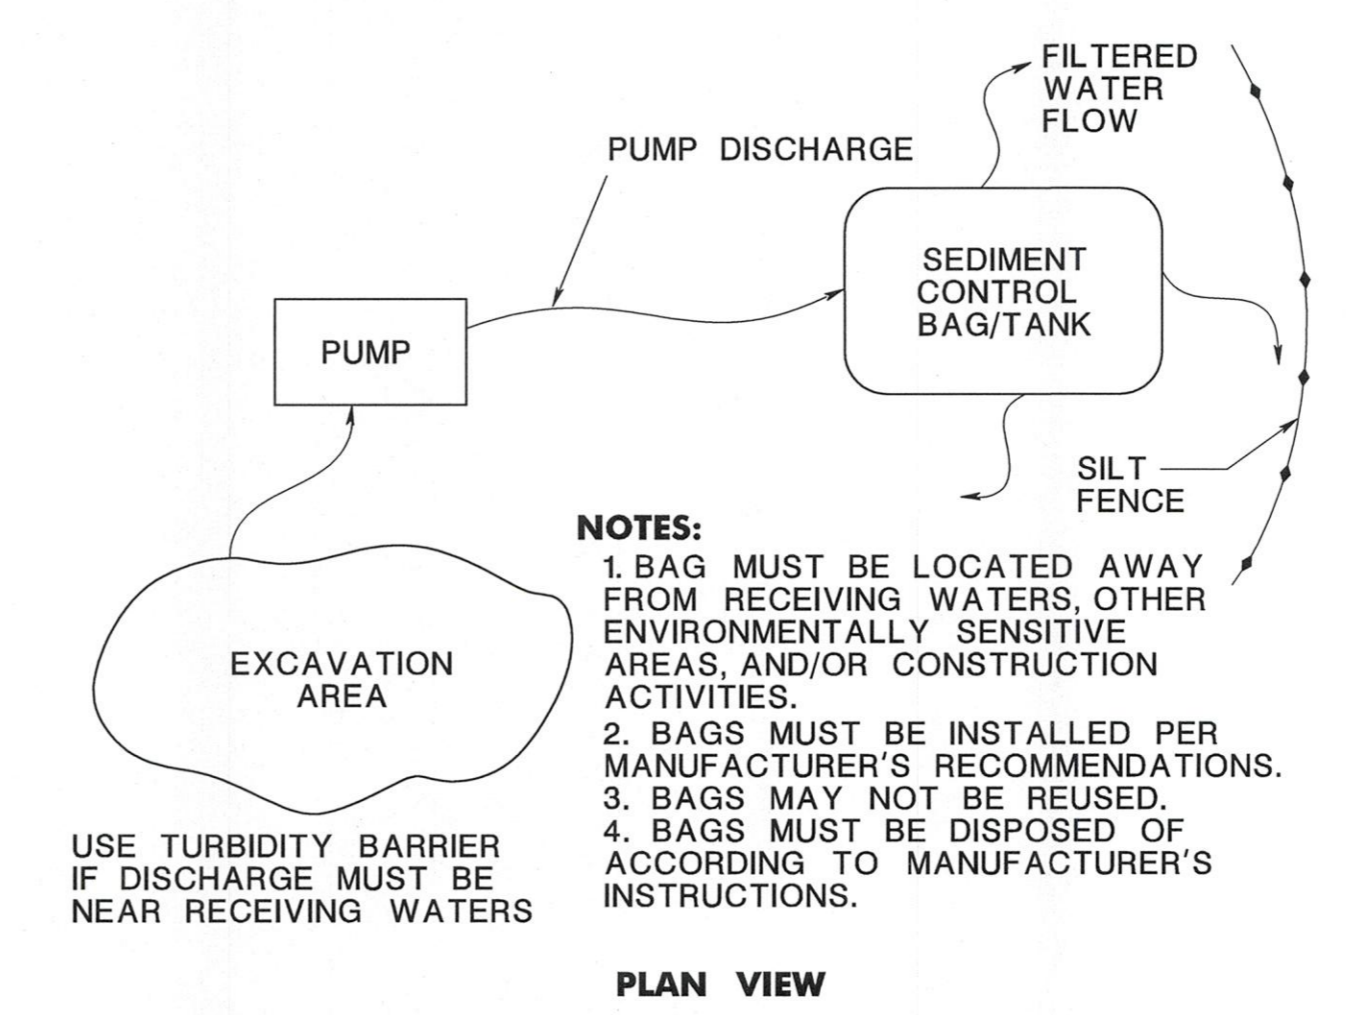 FILTERED
WATER
FLOW
PUMP DISCHARGE
SEDIMENT
CONTROL
BAG/TANK
PUMP
SILT
FENCE
NOTES:
1. BAG MUST BE LOCATED AWAY
FROM RECEIVING WATERS, OTHER
ENVIRONMENTALLY SENSITIVE
AREAS, AND/OR CONSTRUCTION
ACTIVITIES.
2. BAGS MUST BE INSTALLED PER
MANUFACTURER'S RECOMMENDATIONS.
3. BAGS MAY NOT BE REUSED.
4. BAGS MUST BE DISPOSED OF
ACCORDING TO MANUFACTURER'S
INSTRUCTIONS.
EXCAVATION
AREA
USE TURBIDITY BARRIER
IF DISCHARGE MUST BE
NEAR RECEIVING WATERS
PLAN VIEW